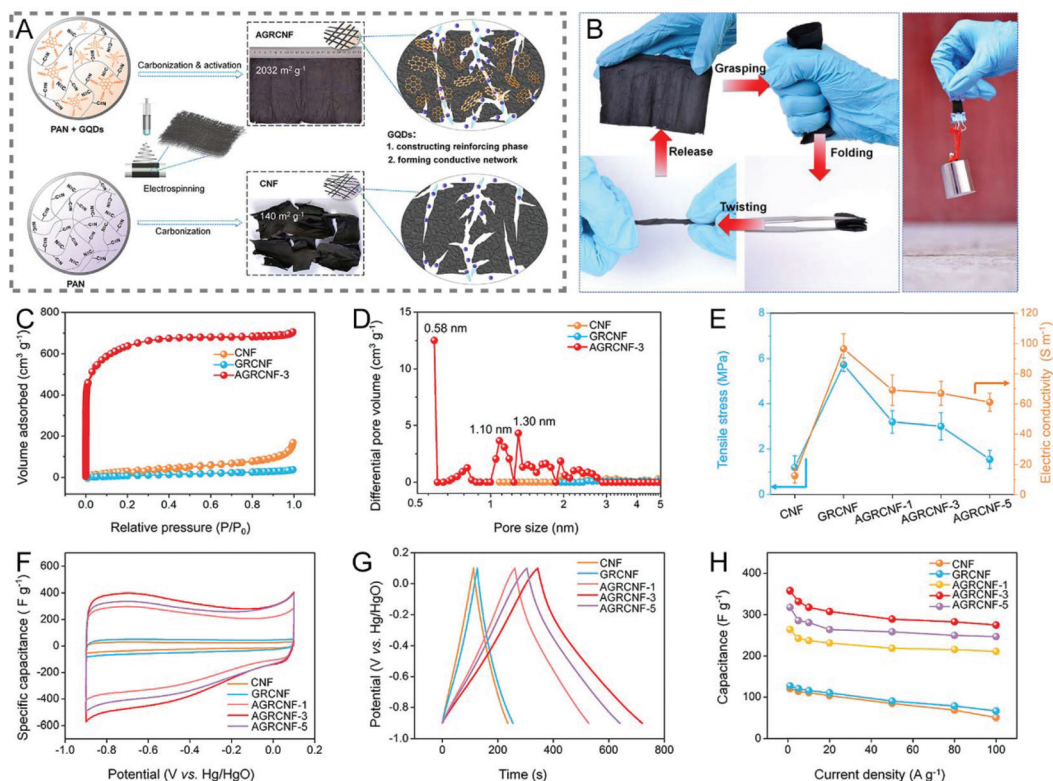 A
AGRCNF
Carbonization & activation
2032 m² g⁻¹
PAN + GQDs
Electrospinning
GQDs:
1. constructing reinforcing phase
2. forming conductive network
CNF
140 m² g⁻¹
Carbonization
PAN
B
Grasping
Release
Folding
Twisting
C
Volume adsorbed (cm³ g⁻¹)
800
600
400
200
0
CNF
GRCNF
AGRCNF-3
0.0 0.2 0.4 0.6 0.8 1.0
Relative pressure (P/P₀)
D
Differential pore volume (cm³ g⁻¹)
15
12
9
6
3
0
0.58 nm
1.10 nm
1.30 nm
CNF
GRCNF
AGRCNF-3
0.5 1 2 3 4 5
Pore size (nm)
E
Tensile stress (MPa)
8
6
4
2
0
Electric conductivity (S m⁻¹)
120
100
80
60
40
20
0
CNF GRCNF AGRCNF-1 AGRCNF-3 AGRCNF-5
F
Specific capacitance (F g⁻¹)
600
400
200
0
-200
-400
-600
CNF
GRCNF
AGRCNF-1
AGRCNF-3
AGRCNF-5
-1.0 -0.8 -0.6 -0.4 -0.2 0.0 0.2
Potential (V vs. Hg/HgO)
G
Potential (V vs. Hg/HgO)
0.2
0.0
-0.2
-0.4
-0.6
-0.8
-1.0
CNF
GRCNF
AGRCNF-1
AGRCNF-3
AGRCNF-5
0 200 400 600 800
Time (s)
H
Capacitance (F g⁻¹)
400
300
200
100
0
CNF
GRCNF
AGRCNF-1
AGRCNF-3
AGRCNF-5
0 20 40 60 80 100
Current density (A g⁻¹)